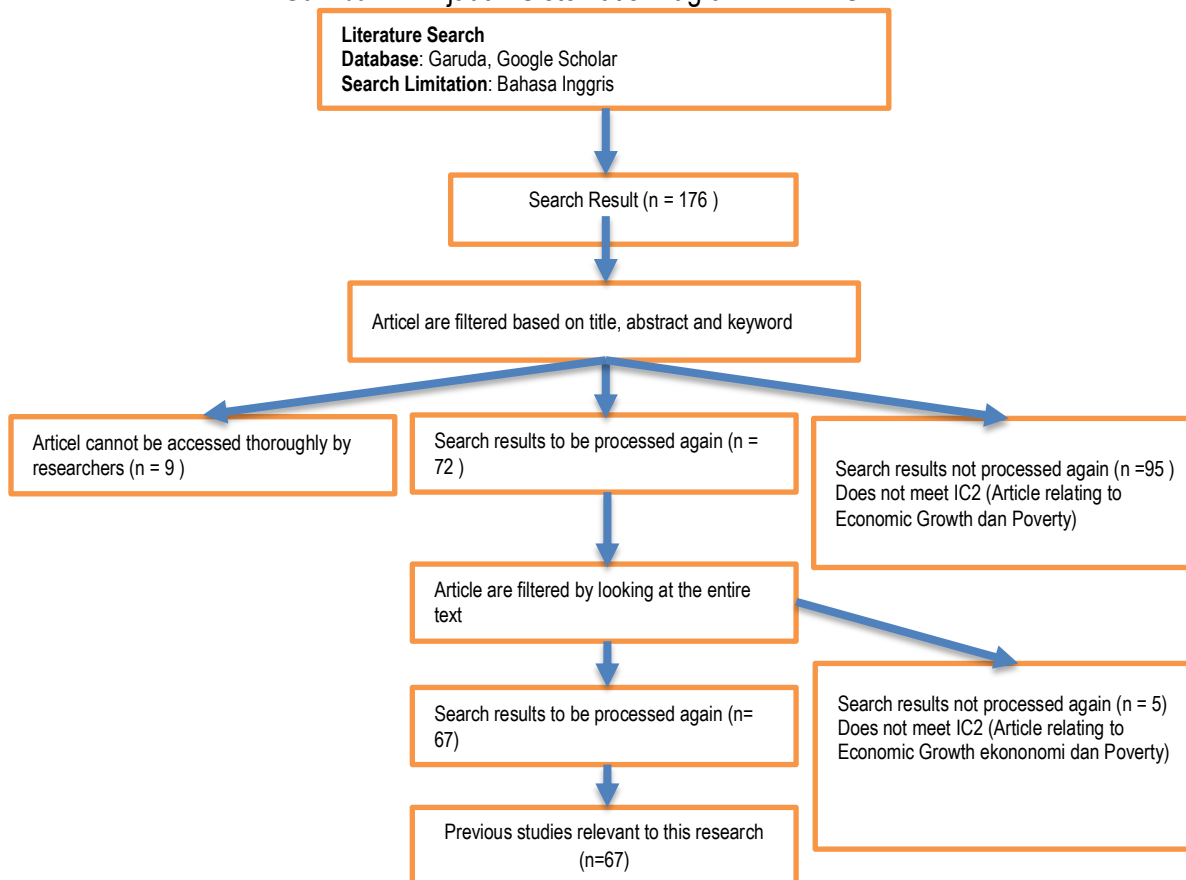 Literature Search
Database: Garuda, Google Scholar
Search Limitation: Bahasa Inggris
Search Result (n = 176 )
Articel are filtered based on title, abstract and keyword
Articel cannot be accessed thoroughly by
researchers (n = 9 )
Search results to be processed again (n =
72 )
Search results not processed again (n =95 )
Does not meet IC2 (Article relating to
Economic Growth dan Poverty)
Article are filtered by looking at the entire
text
Search results to be processed again (n=
67)
Search results not processed again (n = 5)
Does not meet IC2 (Article relating to
Economic Growth ekononomi dan Poverty)
Previous studies relevant to this research
(n=67)